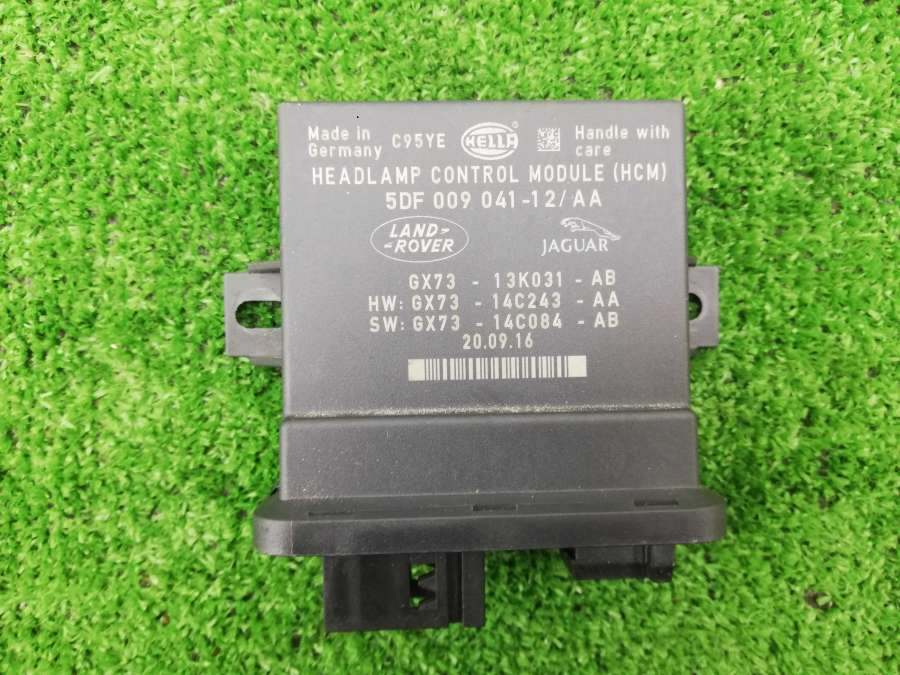 Made in Germany C95YE HELLA ® Handle with care
HEADLAMP CONTROL MODULE (HCM)
5DF 009 041-12/AA
LAND-ROVER JAGUAR
GX73 - 13K031 - AB
HW: GX73 - 14C243 - AA
SW: GX73 - 14C084 - AB
20.09.16